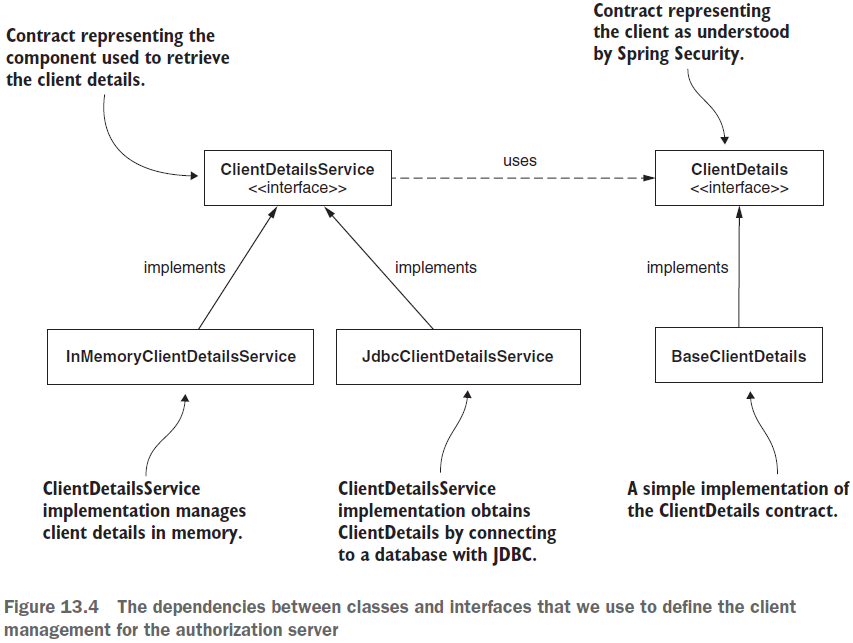 Contract representing the
component used to retrieve
the client details.
Contract representing
the client as understood
by Spring Security.
ClientDetailsService
<<interface>>
uses
ClientDetails
<<interface>>
implements
implements
implements
InMemoryClientDetailsService
JdbcClientDetailsService
BaseClientDetails
ClientDetailsService
implementation manages
client details in memory.
ClientDetailsService
implementation obtains
ClientDetails by connecting
to a database with JDBC.
A simple implementation of
the ClientDetails contract.
Figure 13.4 The dependencies between classes and interfaces that we use to define the client
management for the authorization server